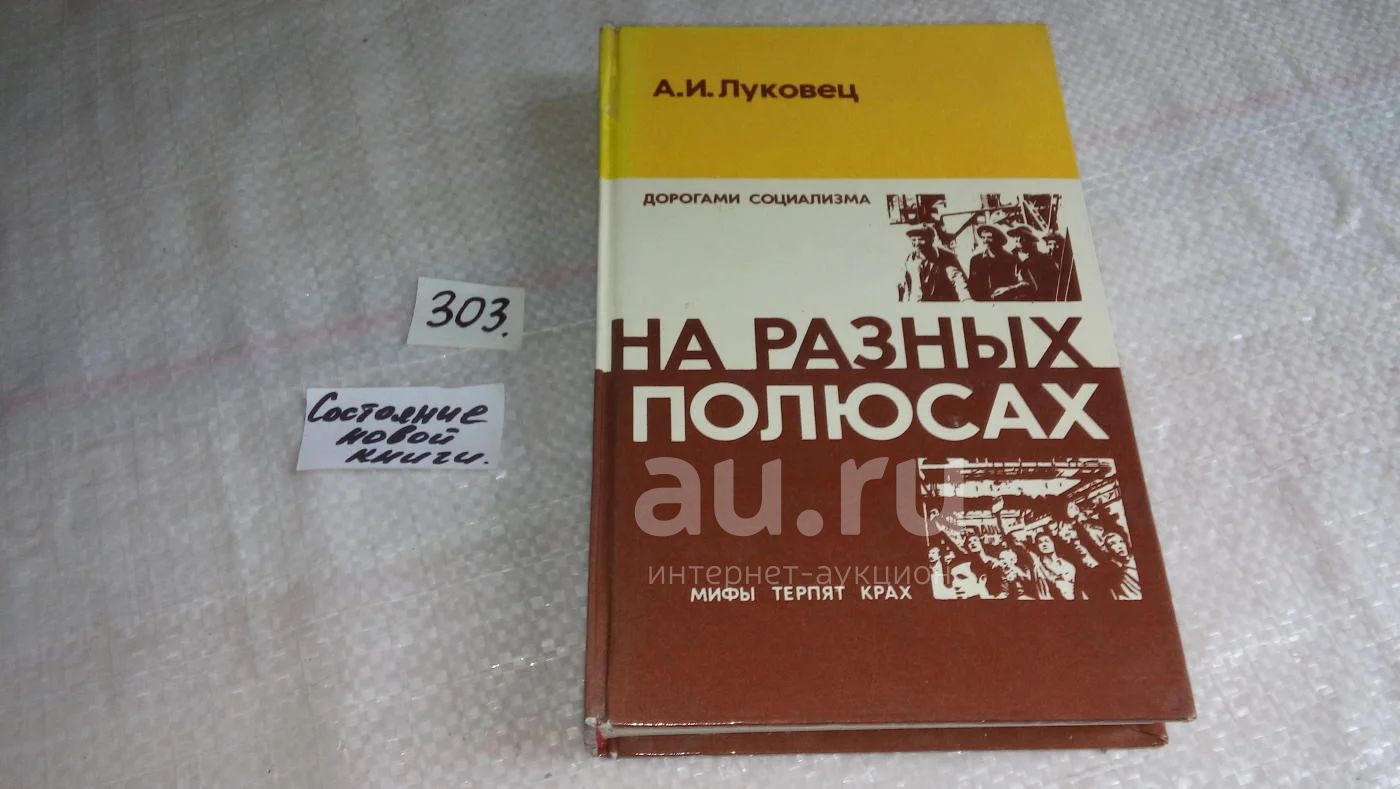 А.И. Луковец
ДОРОГАМИ СОЦИАЛИЗМА
НА РАЗНЫХ
ПОЛЮСАХ
МИФЫ ТЕРПЯТ КРАХ
303.
Состояние
новой
книги.
au.ru
интернет-аукцион